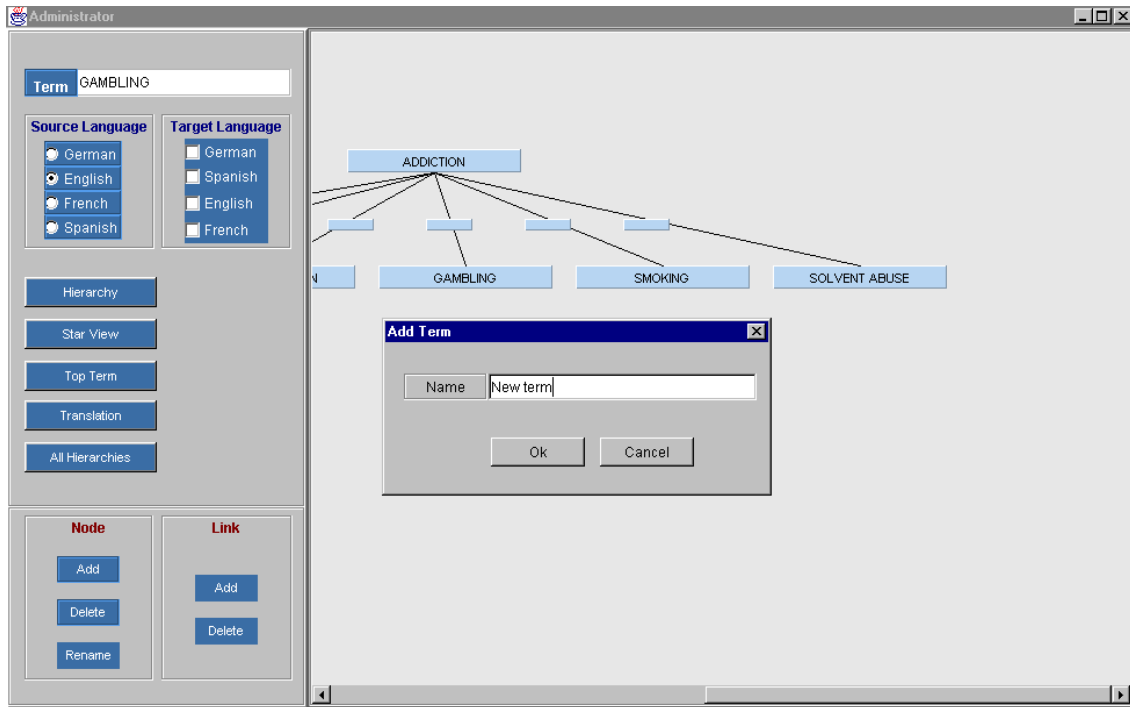 Administrator
Term GAMBLING
Source Language
German
English
French
Spanish
Target Language
German
Spanish
English
French
Hierarchy
Star View
Top Term
Translation
All Hierarchies
Node
Add
Delete
Rename
Link
Add
Delete
ADDICTION
GAMBLING SMOKING SOLVENT ABUSE
Add Term
Name New term
Ok Cancel